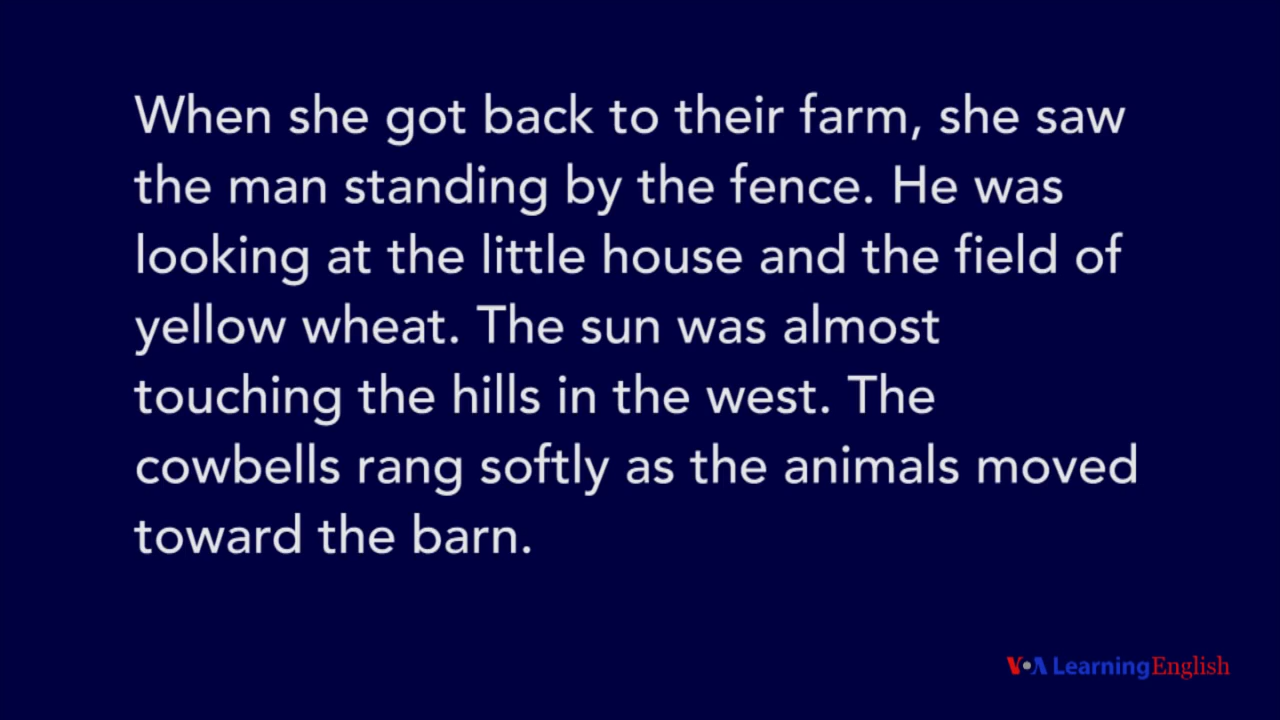 When she got back to their farm, she saw
the man standing by the fence. He was
looking at the little house and the field of
yellow wheat. The sun was almost
touching the hills in the west. The
cowbells rang softly as the animals moved
toward the barn.
VOA Learning English